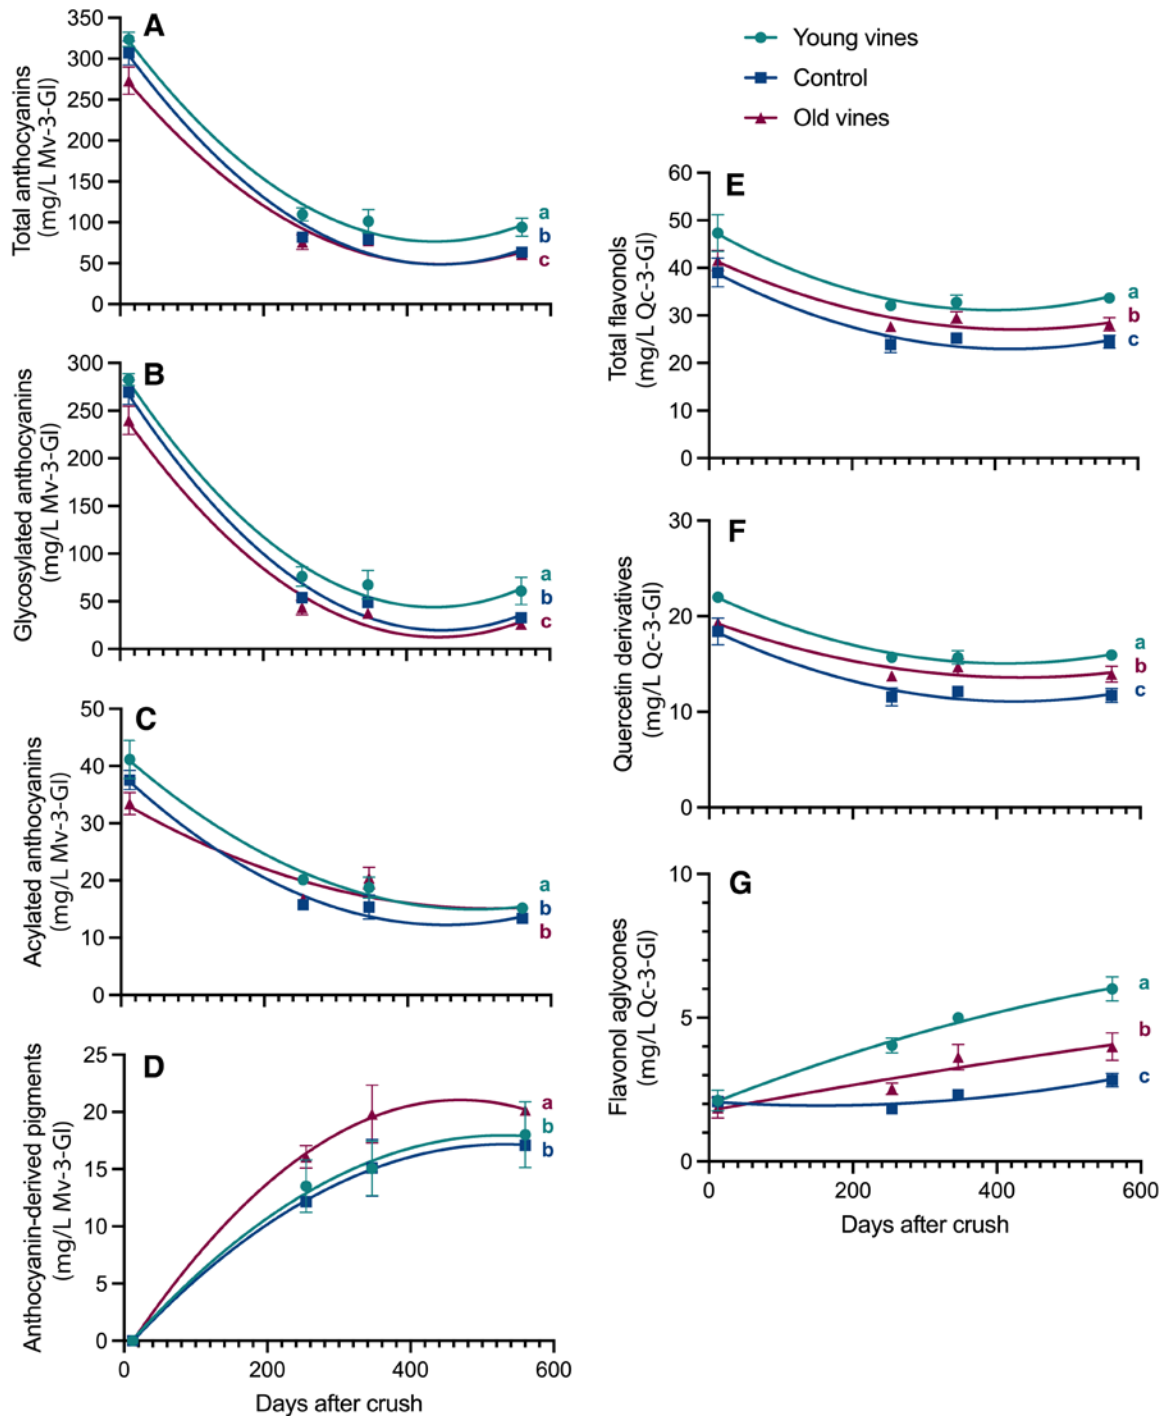 A
Total anthocyanins
(mg/L Mv-3-Gl)
350
300
250
200
150
100
50
0
a
b
c
B
Glycosylated anthocyanins
(mg/L Mv-3-Gl)
300
250
200
150
100
50
0
a
b
c
C
Acylated anthocyanins
(mg/L Mv-3-Gl)
50
40
30
20
10
0
a
b
b
D
Anthocyanin-derived pigments
(mg/L Mv-3-Gl)
25
20
15
10
5
0
a
b
b
0 200 400 600
Days after crush
Young vines
Control
Old vines
E
Total flavonols
(mg/L Qc-3-Gl)
60
50
40
30
20
10
0
a
b
c
F
Quercetin derivatives
(mg/L Qc-3-Gl)
30
20
10
0
a
b
c
G
Flavonol aglycones
(mg/L Qc-3-Gl)
10
5
0
a
b
c
0 200 400 600
Days after crush